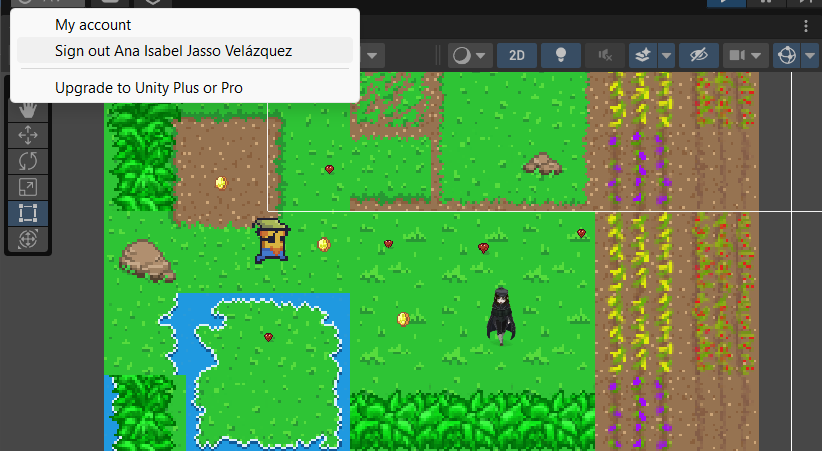 My account
Sign out Ana Isabel Jasso Velázquez
Upgrade to Unity Plus or Pro
2D